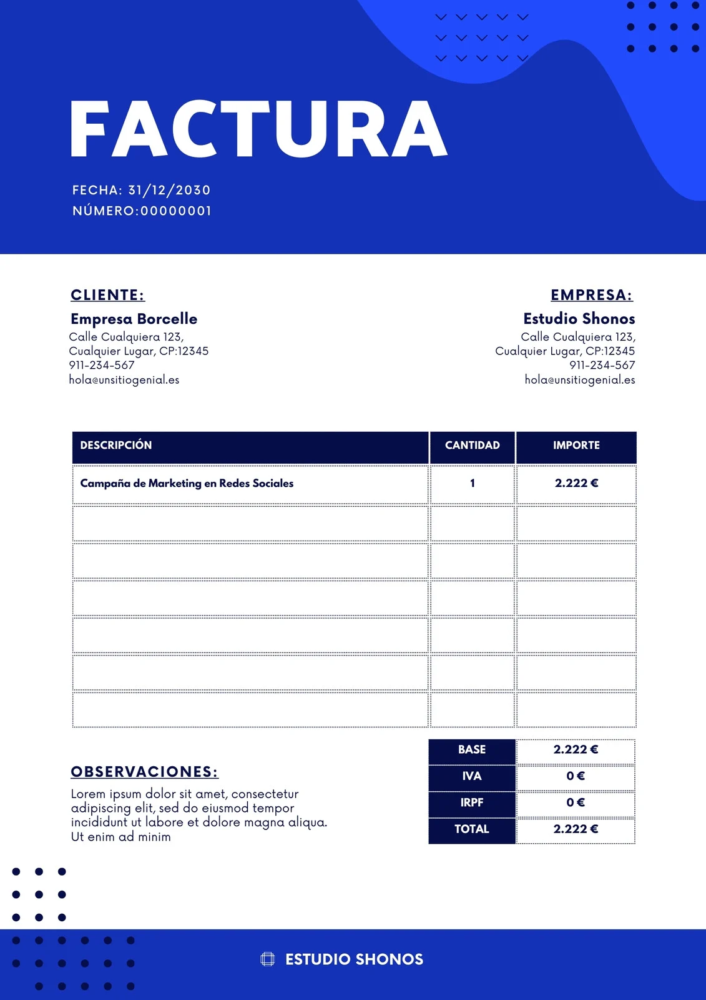 FACTURA
FECHA: 31/12/2030
NÚMERO:00000001
CLIENTE:
Empresa Borcelle
Calle Cualquiera 123,
Cualquier Lugar, CP:12345
911-234-567
hola@unsitiogenial.es
EMPRESA:
Estudio Shonos
Calle Cualquiera 123,
Cualquier Lugar, CP:12345
911-234-567
hola@unsitiogenial.es
DESCRIPCIÓN CANTIDAD IMPORTE
Campaña de Marketing en Redes Sociales 1 2.222 €
BASE 2.222 €
IVA 0 €
IRPF 0 €
TOTAL 2.222 €
OBSERVACIONES:
Lorem ipsum dolor sit amet, consectetur
adipiscing elit, sed do eiusmod tempor
incididunt ut labore et dolore magna aliqua.
Ut enim ad minim
ESTUDIO SHONOS